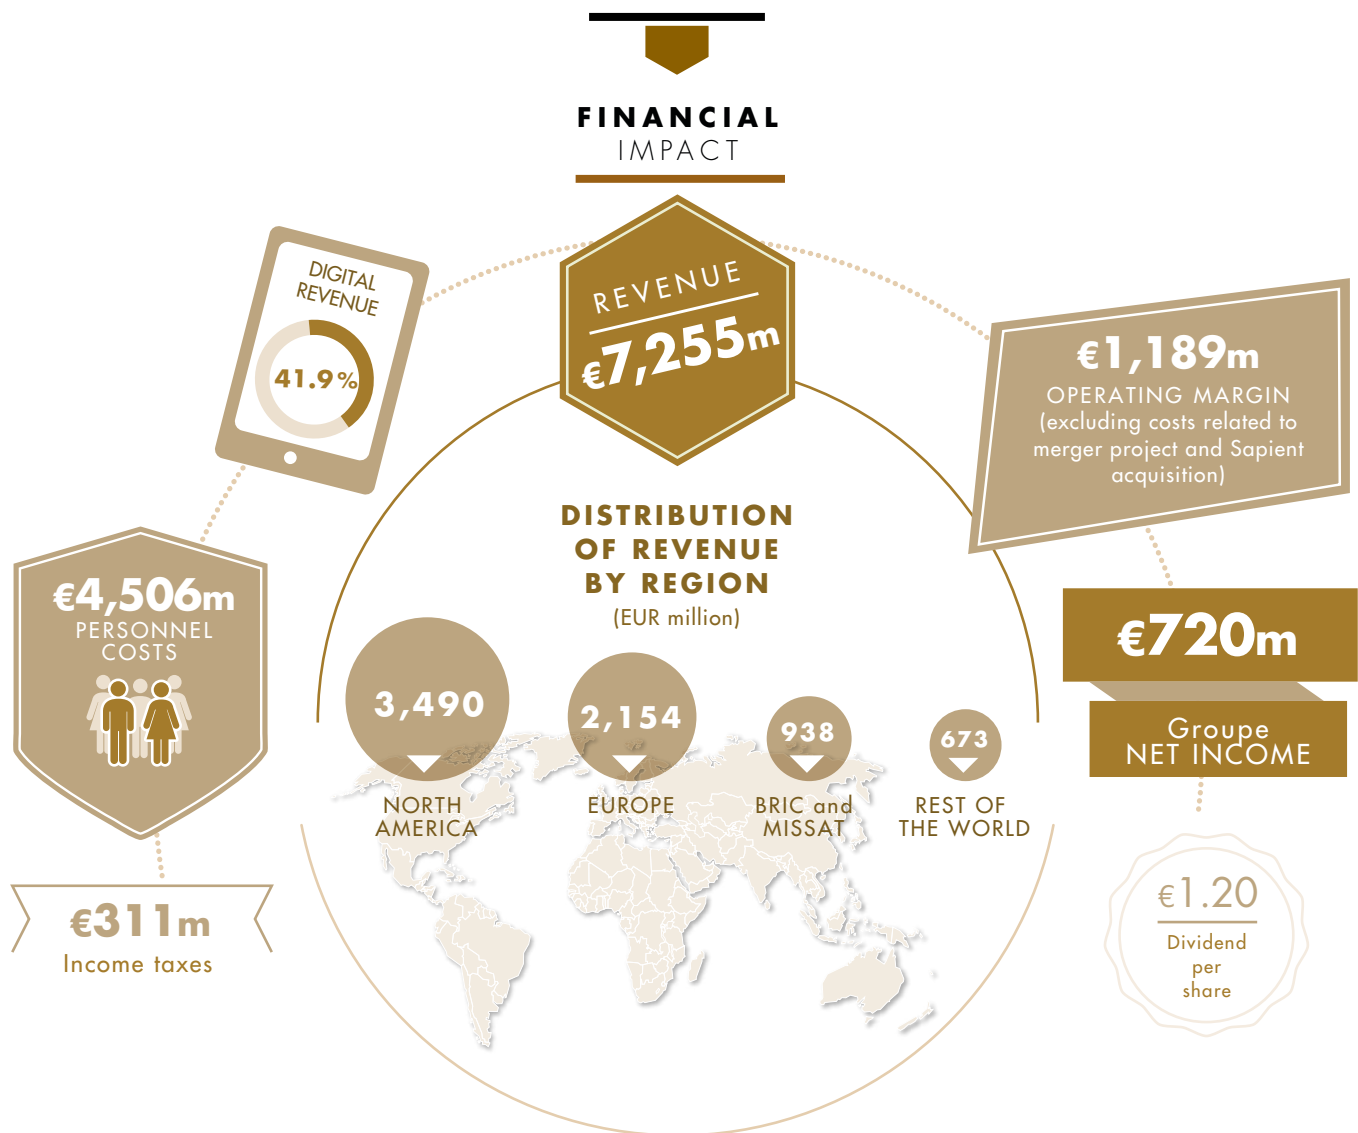 FINANCIAL
IMPACT
REVENUE
€7,255m
DIGITAL
REVENUE
41.9%
€1,189m
OPERATING MARGIN
(excluding costs related to
merger project and Sapient
acquisition)
€4,506m
PERSONNEL
COSTS
DISTRIBUTION
OF REVENUE
BY REGION
(EUR million)
€720m
Groupe
NET INCOME
3,490
2,154
938
673
NORTH
AMERICA
EUROPE
BRIC and
MISSAT
REST OF
THE WORLD
€311m
Income taxes
€1.20
Dividend
per
share